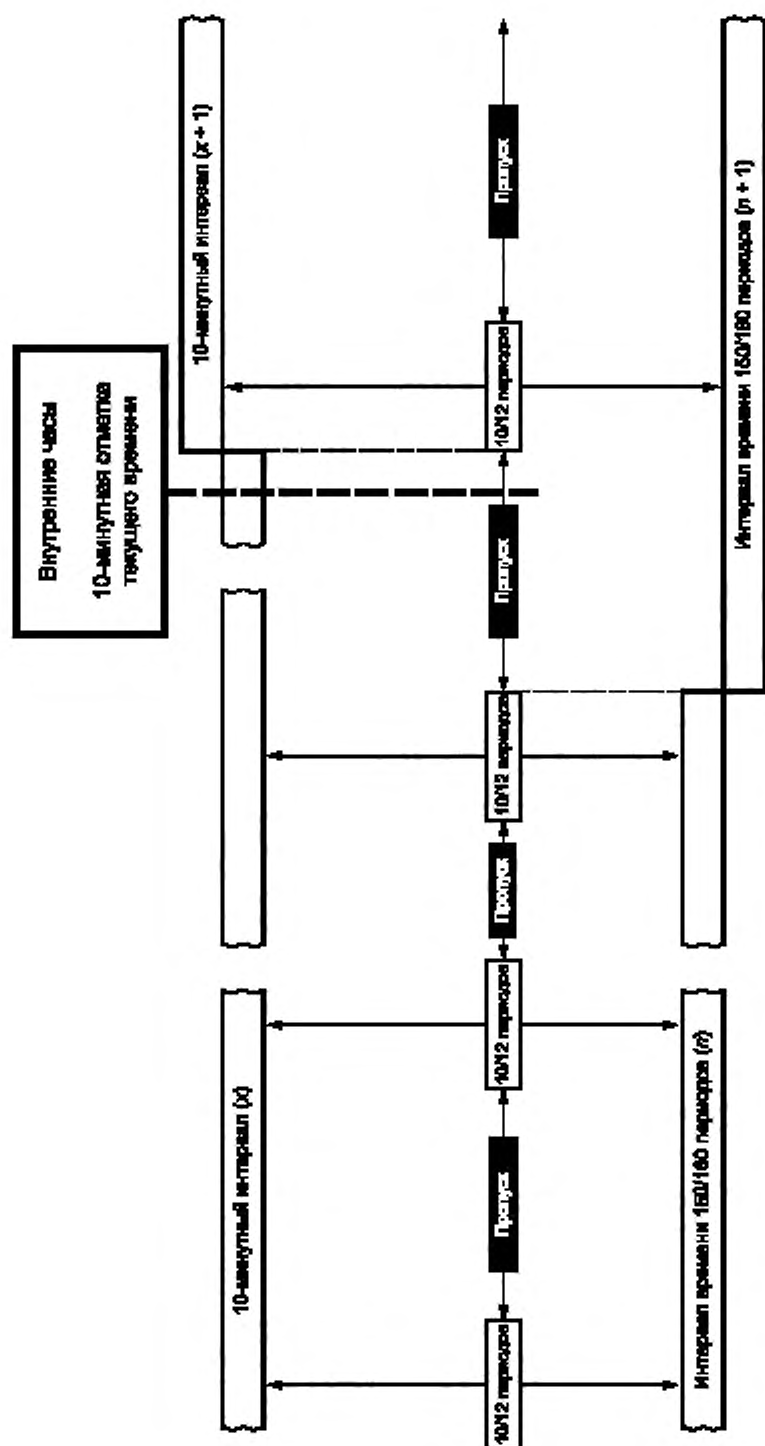 Внутренние часы
10-минутная отметка
текущего времени
10-минутный интервал (x)
10-минутный интервал (x + 1)
10/12 периодов
Пропуск
10/12 периодов
Пропуск
10/12 периодов
Пропуск
10/12 периодов
Пропуск
Интервал времени 150/180 периодов (n)
Интервал времени 150/180 периодов (n + 1)